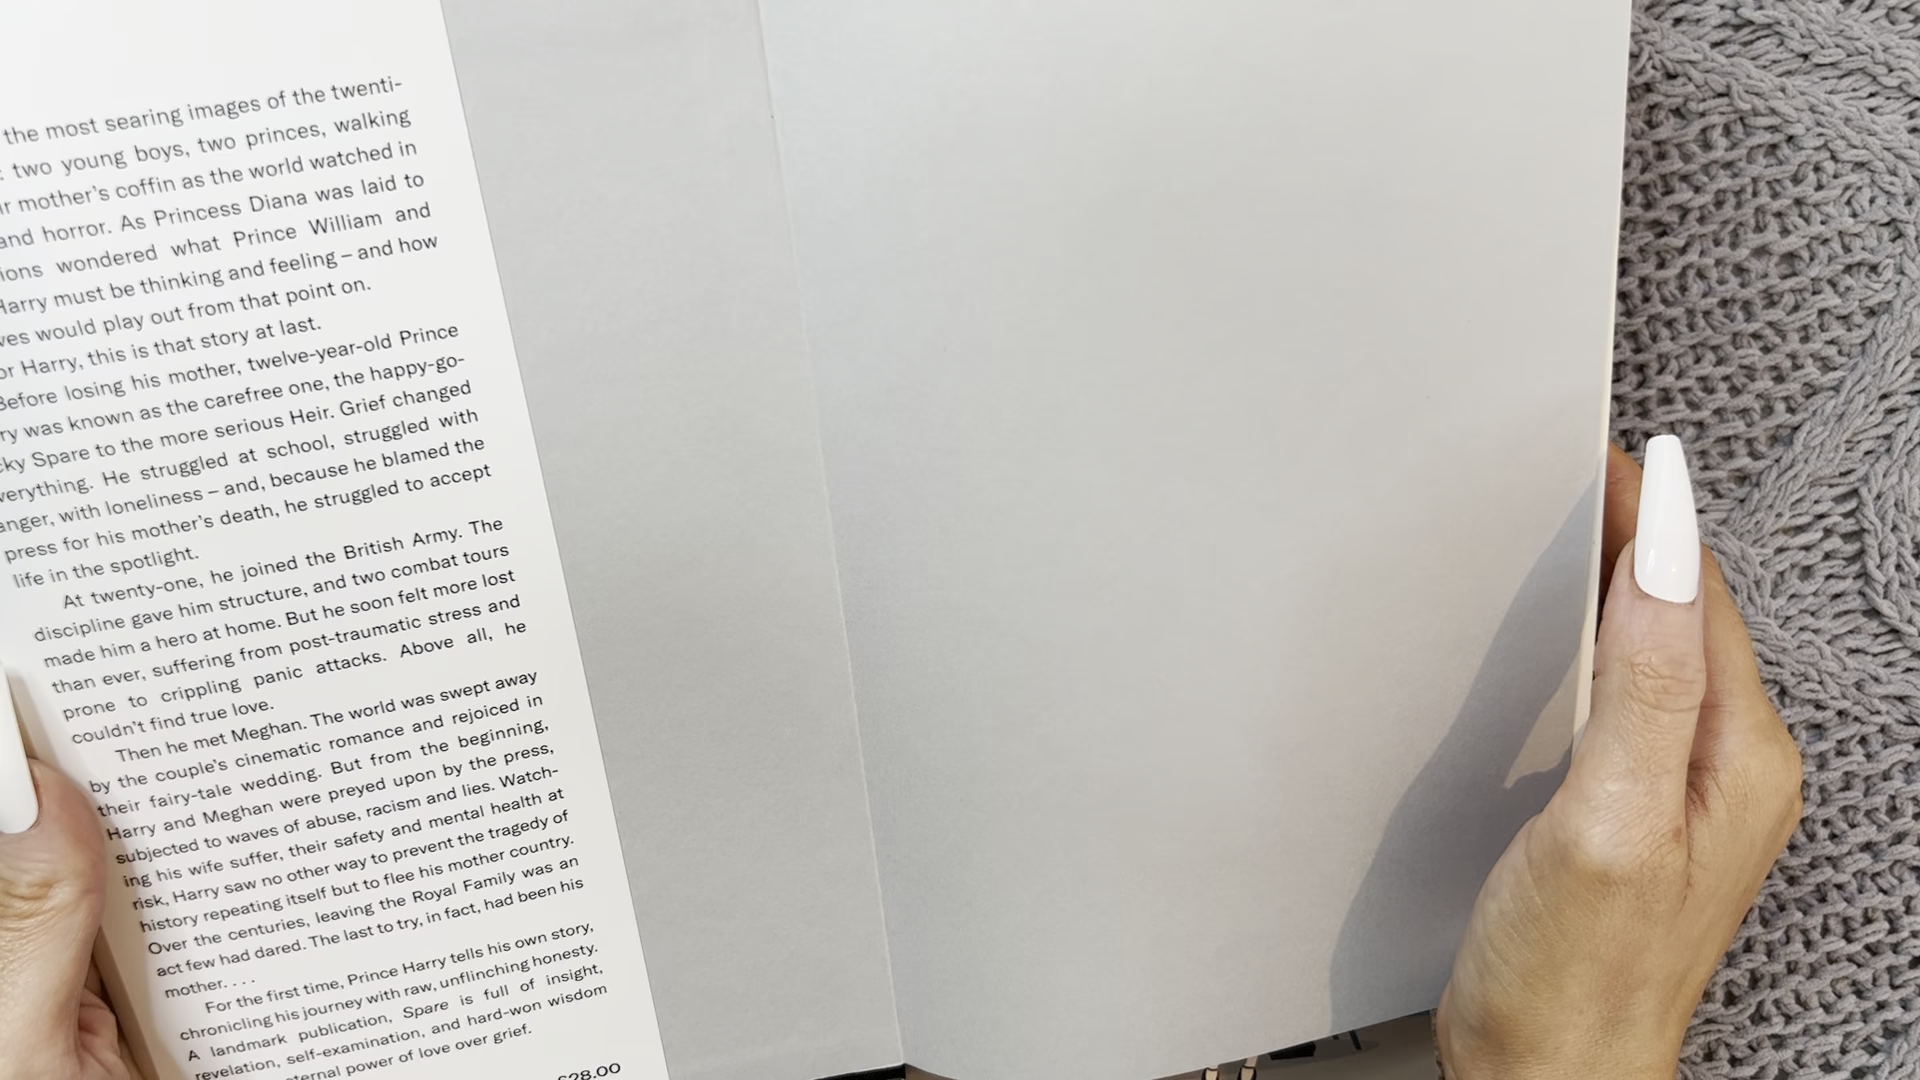 the most searing images of the twenti-
two young boys, two princes, walking
mother's coffin as the world watched in
and horror. As Princess Diana was laid to
wondered what Prince William and
Harry must be thinking and feeling – and how
would play out from that point on.
Harry, this is that story at last.
Before losing his mother, twelve-year-old Prince
was known as the carefree one, the happy-go-
Spare to the more serious Heir. Grief changed
everything. He struggled at school, struggled with
anger, with loneliness – and, because he blamed the
press for his mother's death, he struggled to accept
life in the spotlight.
At twenty-one, he joined the British Army. The
discipline gave him structure, and two combat tours
made him a hero at home. But he soon felt more lost
than ever, suffering from post-traumatic stress and
prone to crippling panic attacks. Above all, he
couldn't find true love.
Then he met Meghan. The world was swept away
by the couple's cinematic romance and rejoiced in
their fairy-tale wedding. But from the beginning,
Harry and Meghan were preyed upon by the press,
subjected to waves of abuse, racism and lies. Watch-
ing his wife suffer, their safety and mental health at
risk, Harry saw no other way to prevent the tragedy of
history repeating itself but to flee his mother country.
Over the centuries, leaving the Royal Family was an
act few had dared. The last to try, in fact, had been his
mother. . . .
For the first time, Prince Harry tells his own story,
chronicling his journey with raw, unflinching honesty.
A landmark publication, Spare is full of insight,
revelation, self-examination, and hard-won wisdom
eternal power of love over grief.
£28.00